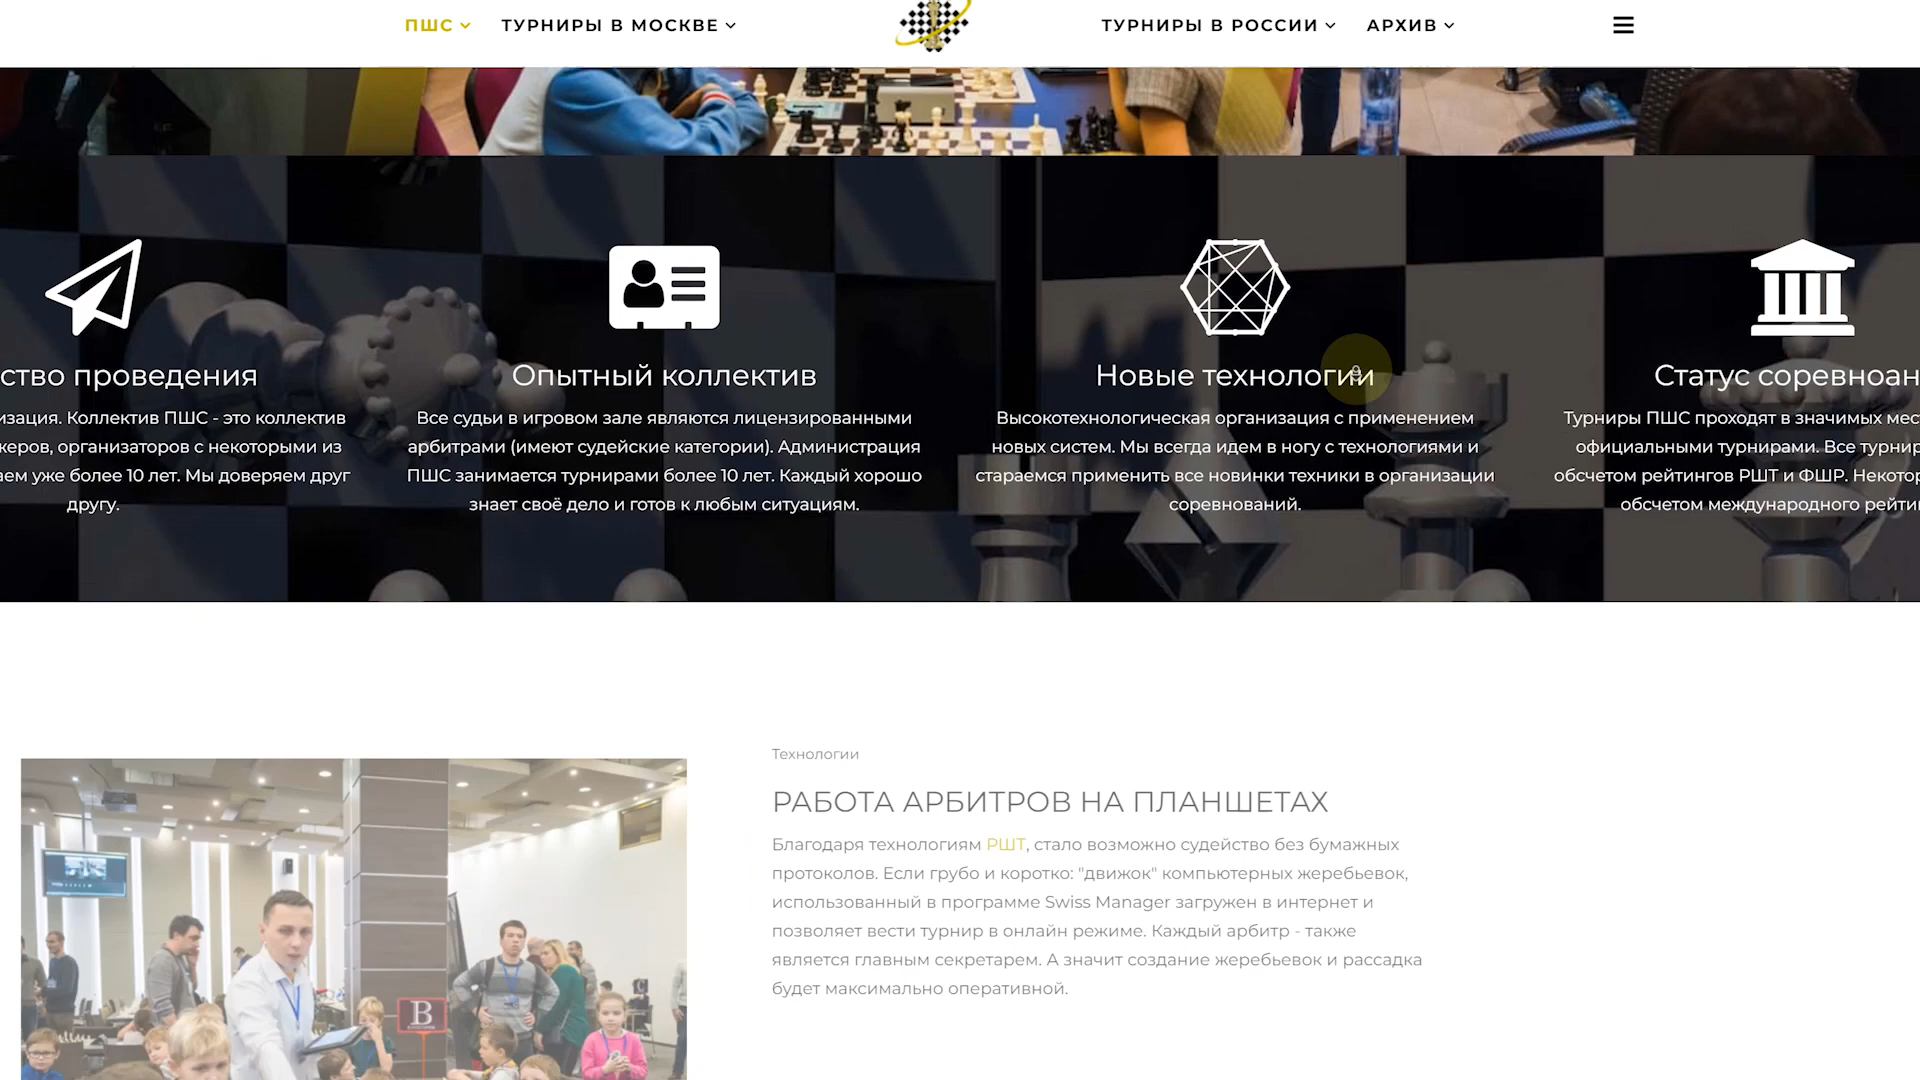 ПШС
ТУРНИРЫ В МОСКВЕ
ТУРНИРЫ В РОССИИ
АРХИВ
ство проведения
изация. Коллектив ПШС - это коллектив
керов, организаторов с некоторыми из
аем уже более 10 лет. Мы доверяем друг
другу.
Опытный коллектив
Все судьи в игровом зале являются лицензированными
арбитрами (имеют судейские категории). Администрация
ПШС занимается турнирами более 10 лет. Каждый хорошо
знает своё дело и готов к любым ситуациям.
Новые технологии
Высокотехнологическая организация с применением
новых систем. Мы всегда идем в ногу с технологиями и
стараемся применить все новинки техники в организации
соревнований.
Статус соревноан
Турниры ПШС проходят в значимых мес
официальными турнирами. Все турнир
обсчетом рейтингов РШТ и ФШР. Некотор
обсчетом международного рейти
Технологии
РАБОТА АРБИТРОВ НА ПЛАНШЕТАХ
Благодаря технологиям РШТ, стало возможно судейство без бумажных
протоколов. Если грубо и коротко: "движок" компьютерных жеребьевок,
использованный в программе Swiss Manager загружен в интернет и
позволяет вести турнир в онлайн режиме. Каждый арбитр - также
является главным секретарем. А значит создание жеребьевок и рассадка
будет максимально оперативной.
B